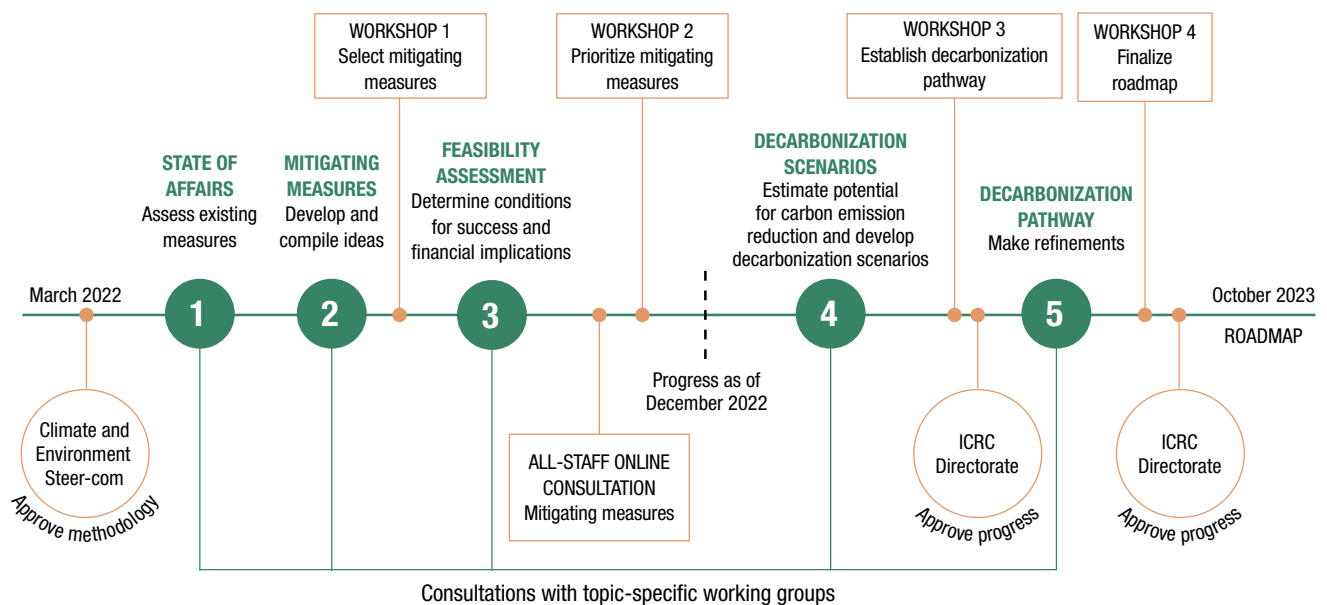 WORKSHOP 1
Select mitigating
measures
WORKSHOP 2
Prioritize mitigating
measures
WORKSHOP 3
Establish decarbonization
pathway
WORKSHOP 4
Finalize
roadmap
STATE OF
AFFAIRS
Assess existing
measures
MITIGATING
MEASURES
Develop and
compile ideas
FEASIBILITY
ASSESSMENT
Determine conditions
for success and
financial implications
DECARBONIZATION
SCENARIOS
Estimate potential
for carbon emission
reduction and develop
decarbonization scenarios
DECARBONIZATION
PATHWAY
Make refinements
March 2022
1
2
3
4
5
October 2023
ROADMAP
Progress as of
December 2022
Climate and
Environment
Steer-com
Approve methodology
ALL-STAFF ONLINE
CONSULTATION
Mitigating measures
ICRC
Directorate
Approve progress
ICRC
Directorate
Approve progress
Consultations with topic-specific working groups